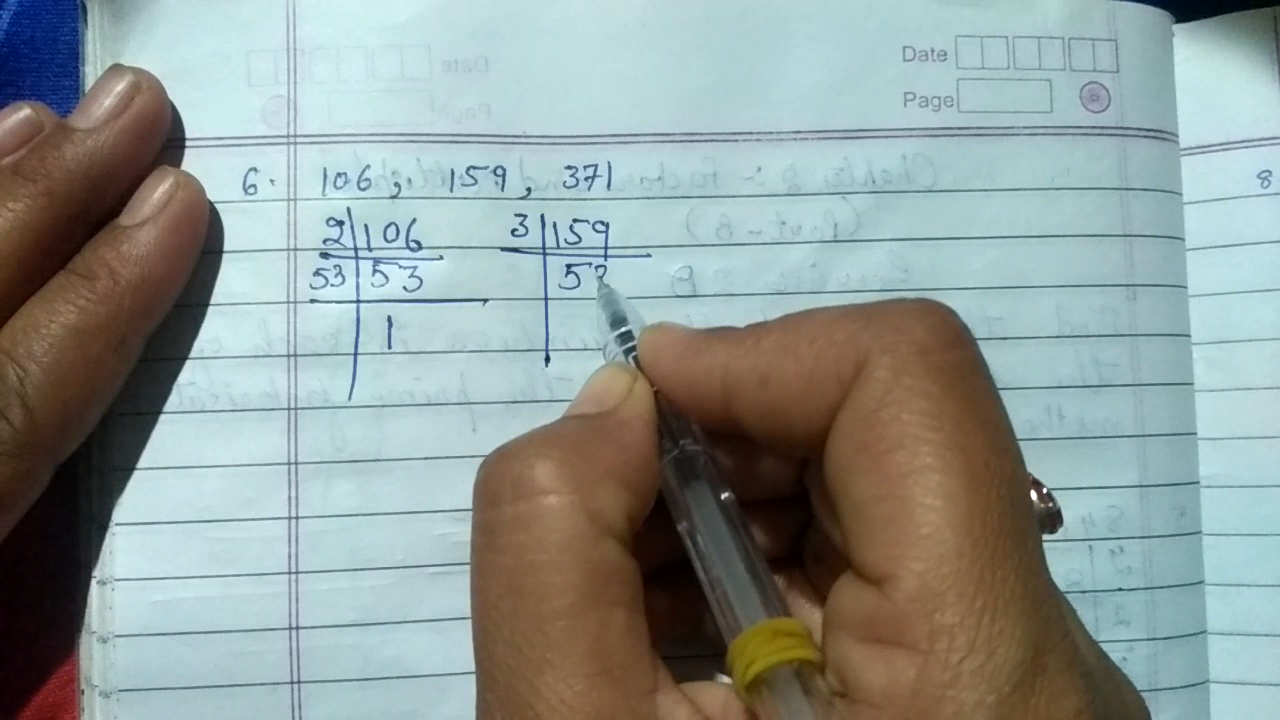 Date
Page
6. 106, 159, 371
2 106 3 159
53 53 53
1
8